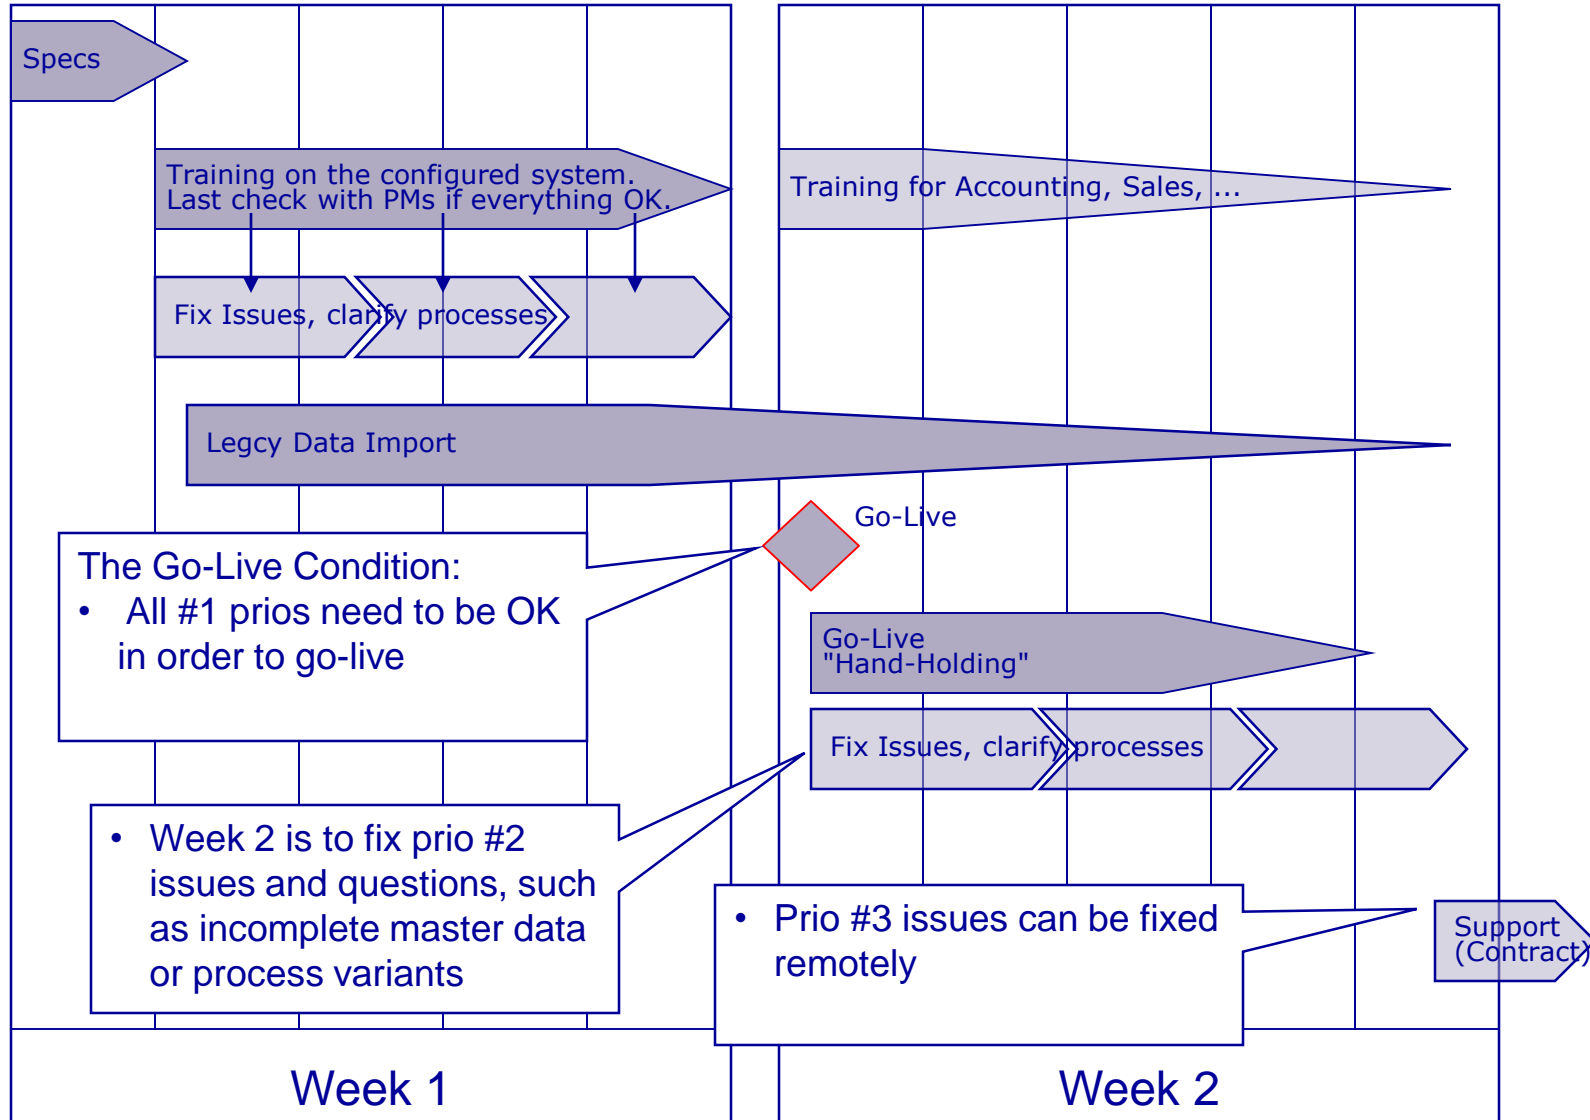 Specs
Training on the configured system.
Last check with PMs if everything OK.
Training for Accounting, Sales, ...
Fix Issues, clarify processes
Legcy Data Import
Go-Live
The Go-Live Condition:
• All #1 prios need to be OK
in order to go-live
Go-Live
"Hand-Holding"
Fix Issues, clarify processes
• Week 2 is to fix prio #2
issues and questions, such
as incomplete master data
or process variants
• Prio #3 issues can be fixed
remotely
Support
(Contract)
Week 1
Week 2